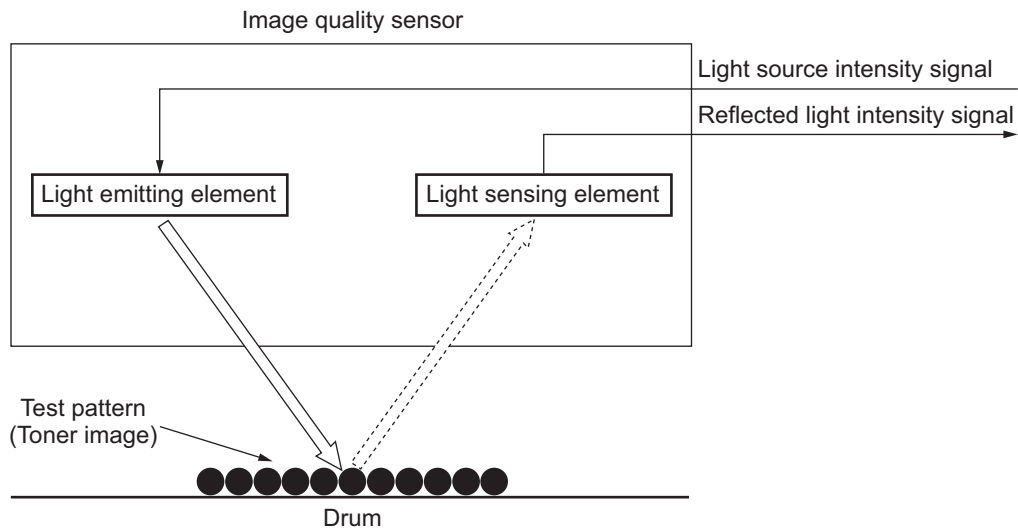 Image quality sensor
Light source intensity signal
Reflected light intensity signal
Light emitting element
Light sensing element
Test pattern
(Toner image)
Drum